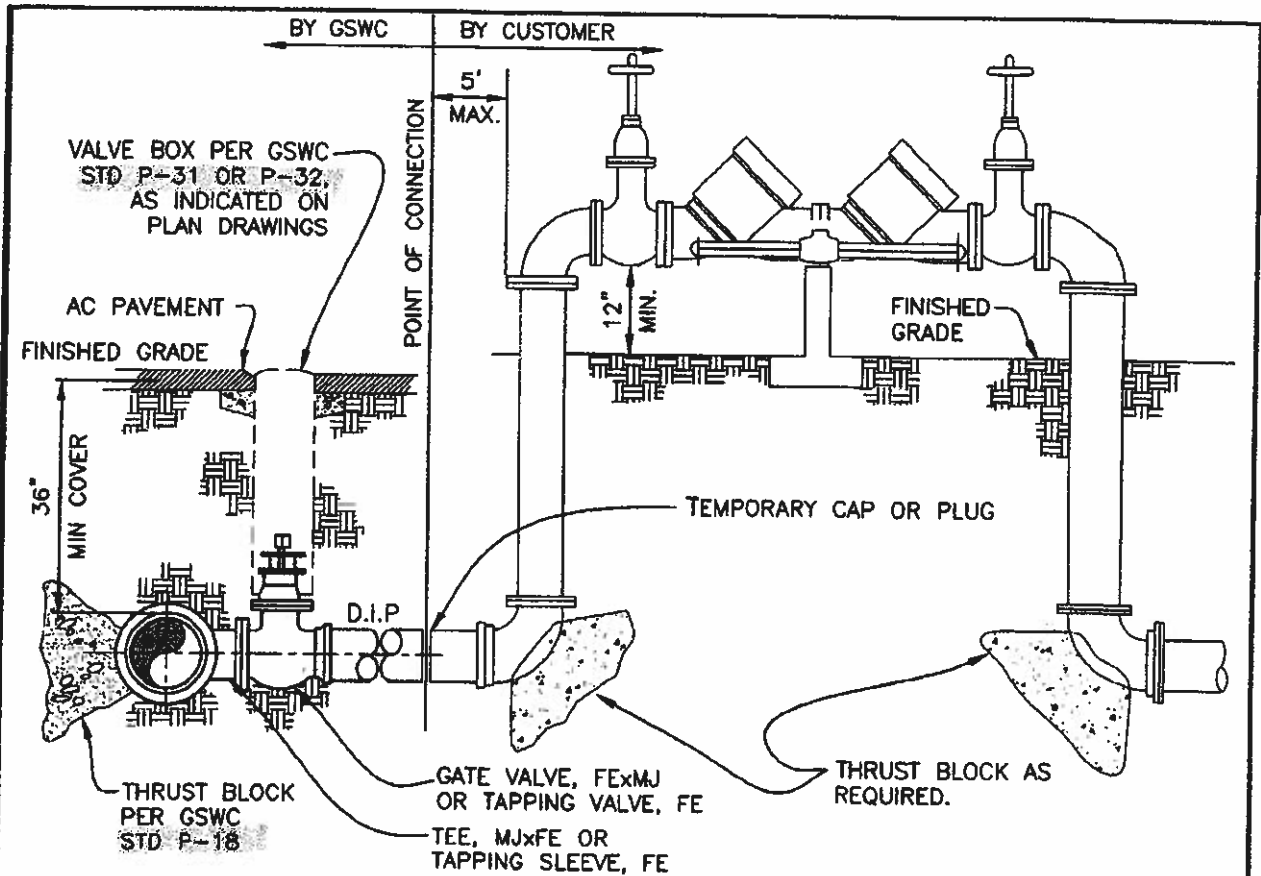 BY GSWC
BY CUSTOMER
5'
MAX.
VALVE BOX PER GSWC
STD P-31 OR P-32,
AS INDICATED ON
PLAN DRAWINGS
POINT OF CONNECTION
AC PAVEMENT
FINISHED GRADE
12"
MIN.
FINISHED
GRADE
36"
MIN COVER
TEMPORARY CAP OR PLUG
D.I.P
THRUST BLOCK
PER GSWC
STD P-18
GATE VALVE, FExMJ
OR TAPPING VALVE, FE
TEE, MJxFE OR
TAPPING SLEEVE, FE
THRUST BLOCK AS
REQUIRED.